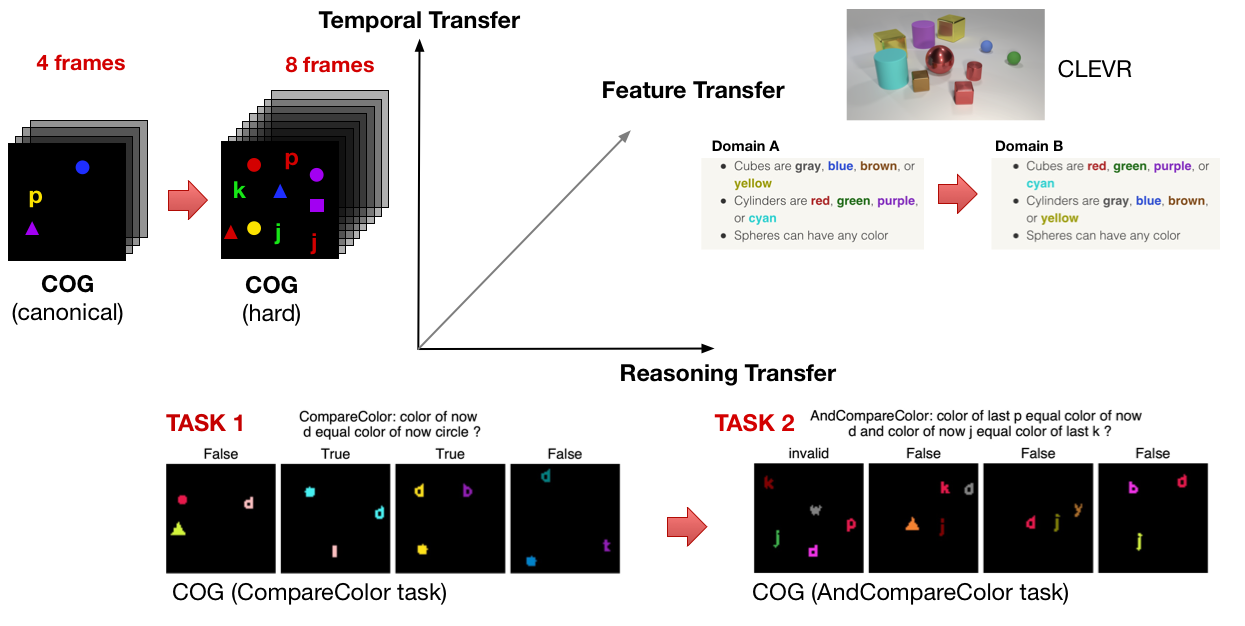 Temporal Transfer
4 frames
8 frames
p
COG
(canonical)
p
k
j
j
COG
(hard)
Feature Transfer
CLEVR
Domain A
• Cubes are gray, blue, brown, or
yellow
• Cylinders are red, green, purple,
or cyan
• Spheres can have any color
Domain B
• Cubes are red, green, purple, or
cyan
• Cylinders are gray, blue, brown,
or yellow
• Spheres can have any color
Reasoning Transfer
TASK 1
CompareColor: color of now
d equal color of now circle ?
False
True
True
False
d
d
l
d
b
d
t
COG (CompareColor task)
TASK 2
AndCompareColor: color of last p equal color of now
d and color of now j equal color of last k ?
invalid
False
False
False
k
w
p
j
d
k d
j
y
d j
b
d
j
COG (AndCompareColor task)